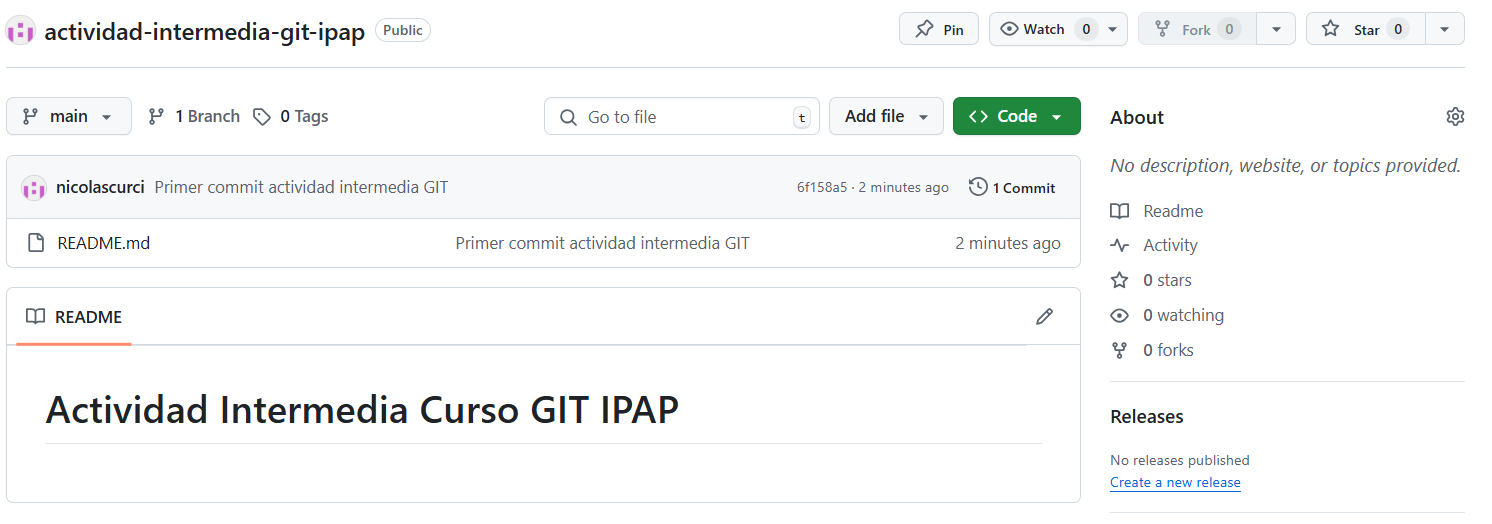 actividad-intermedia-git-ipap Public Pin Watch 0 Fork 0 Star 0
main 1 Branch 0 Tags Go to file t Add file Code
nicolascurci Primer commit actividad intermedia GIT 6f158a5 · 2 minutes ago 1 Commit
README.md Primer commit actividad intermedia GIT 2 minutes ago
README
Actividad Intermedia Curso GIT IPAP
About
No description, website, or topics provided.
Readme
Activity
0 stars
0 watching
0 forks
Releases
No releases published
Create a new release